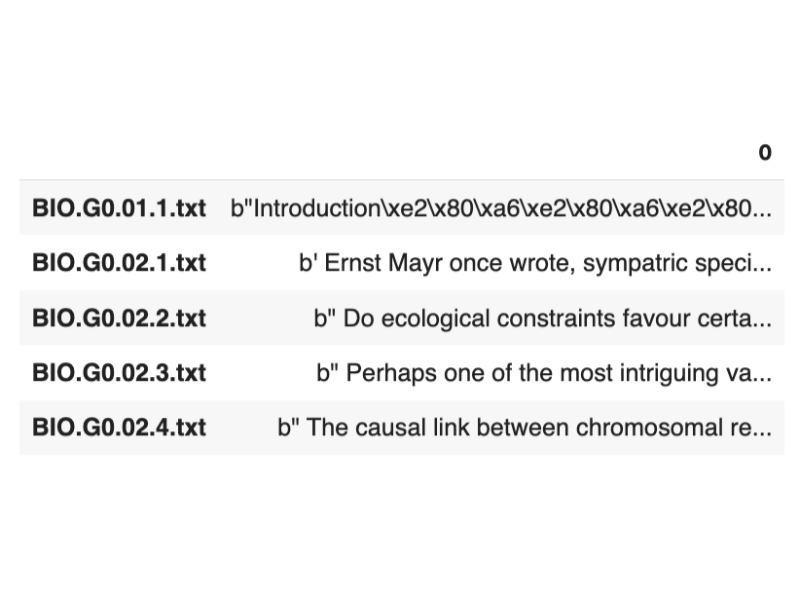 0
BIO.G0.01.1.txt b"Introduction\xe2\x80\xa6\xe2\x80\xa6\xe2\x80...
BIO.G0.02.1.txt b' Ernst Mayr once wrote, sympatric speci...
BIO.G0.02.2.txt b" Do ecological constraints favour certa...
BIO.G0.02.3.txt b" Perhaps one of the most intriguing va...
BIO.G0.02.4.txt b" The causal link between chromosomal re...